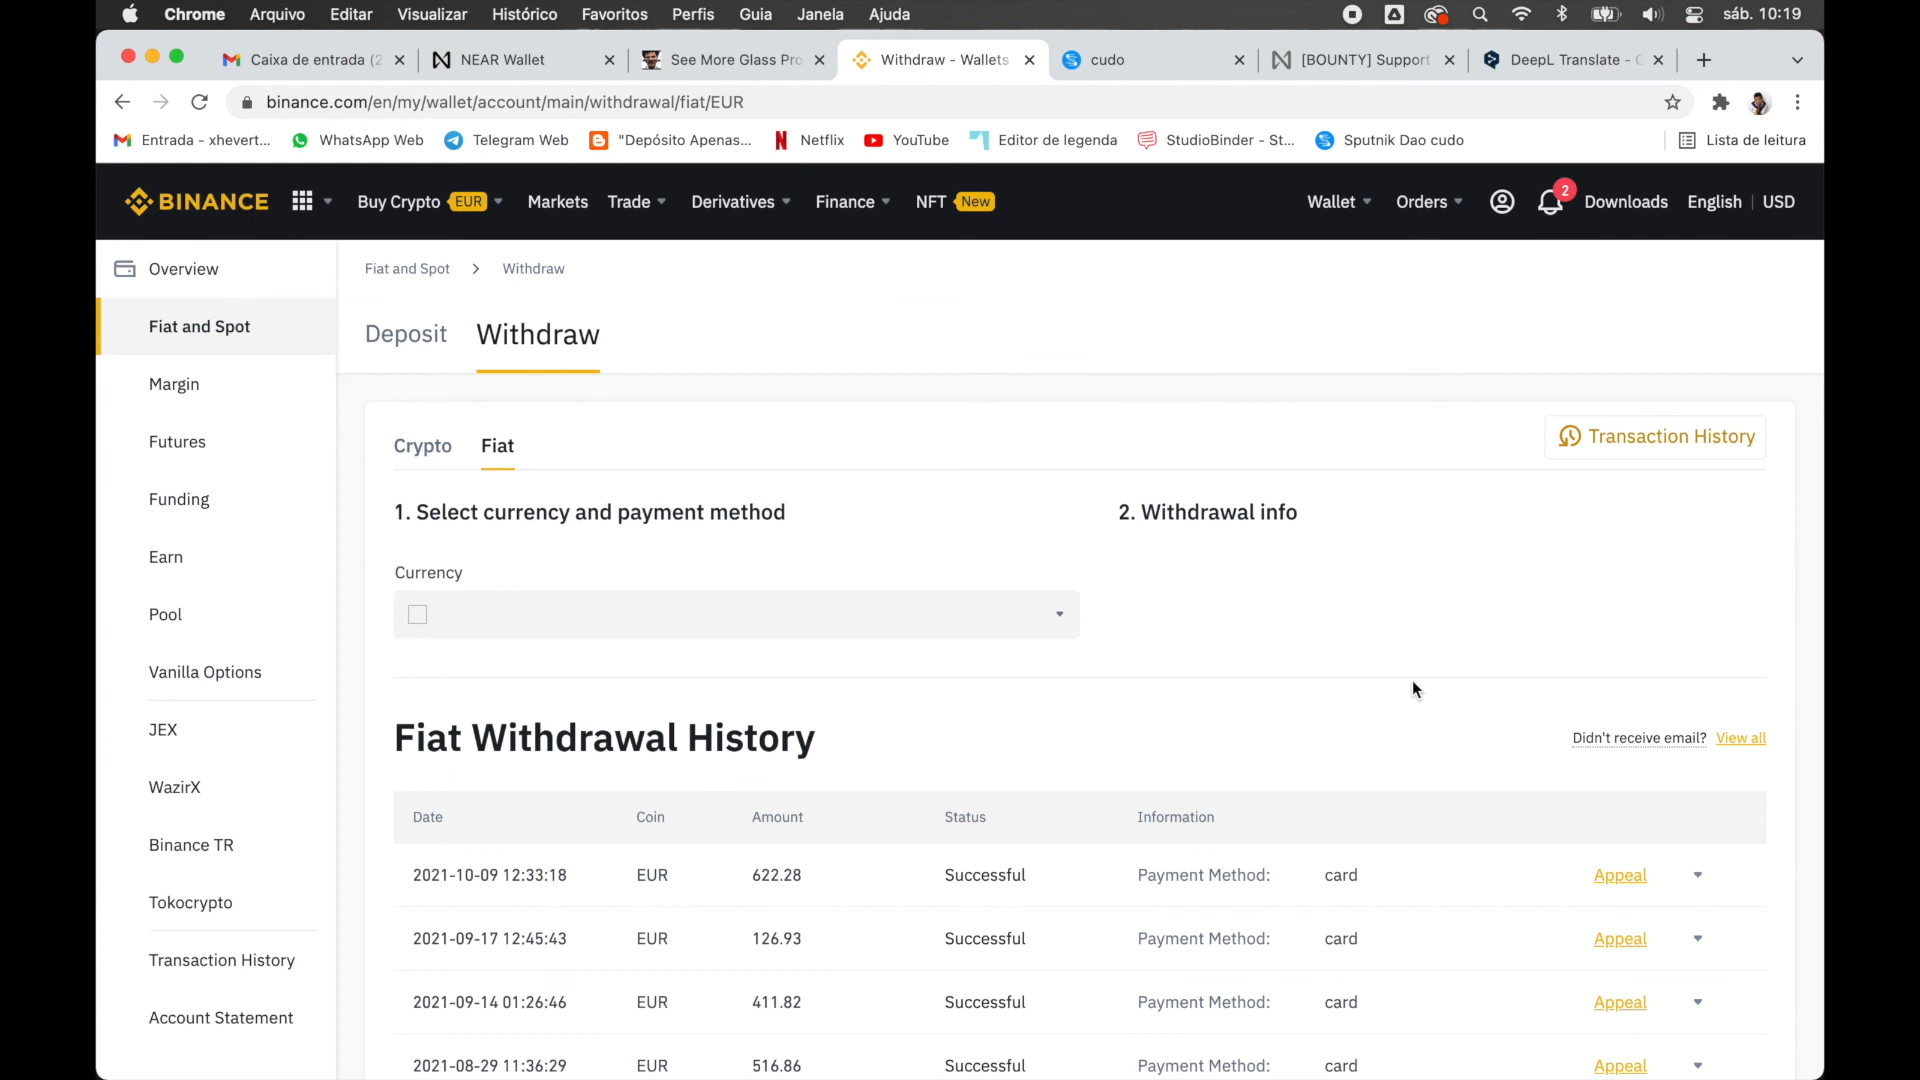 Chrome Arquivo Editar Visualizar Histórico Favoritos Perfis Guia Janela Ajuda sáb. 10:19
Caixa de entrada (2 NEAR Wallet See More Glass Pro Withdraw - Wallets cudo [BOUNTY] Support DeepL Translate -
binance.com/en/my/wallet/account/main/withdrawal/fiat/EUR
Entrada - xhevert... WhatsApp Web Telegram Web "Depósito Apenas... Netflix YouTube Editor de legenda StudioBinder - St... Sputnik Dao cudo Lista de leitura
BINANCE Buy Crypto EUR Markets Trade Derivatives Finance NFT New Wallet Orders 2 Downloads English USD
Overview
Fiat and Spot
Margin
Futures
Funding
Earn
Pool
Vanilla Options
JEX
WazirX
Binance TR
Tokocrypto
Transaction History
Account Statement
Fiat and Spot > Withdraw
Deposit Withdraw
Crypto Fiat Transaction History
1. Select currency and payment method 2. Withdrawal info
Currency
Fiat Withdrawal History Didn't receive email? View all
Date Coin Amount Status Information
2021-10-09 12:33:18 EUR 622.28 Successful Payment Method: card Appeal
2021-09-17 12:45:43 EUR 126.93 Successful Payment Method: card Appeal
2021-09-14 01:26:46 EUR 411.82 Successful Payment Method: card Appeal
2021-08-29 11:36:29 EUR 516.86 Successful Payment Method: card Appeal